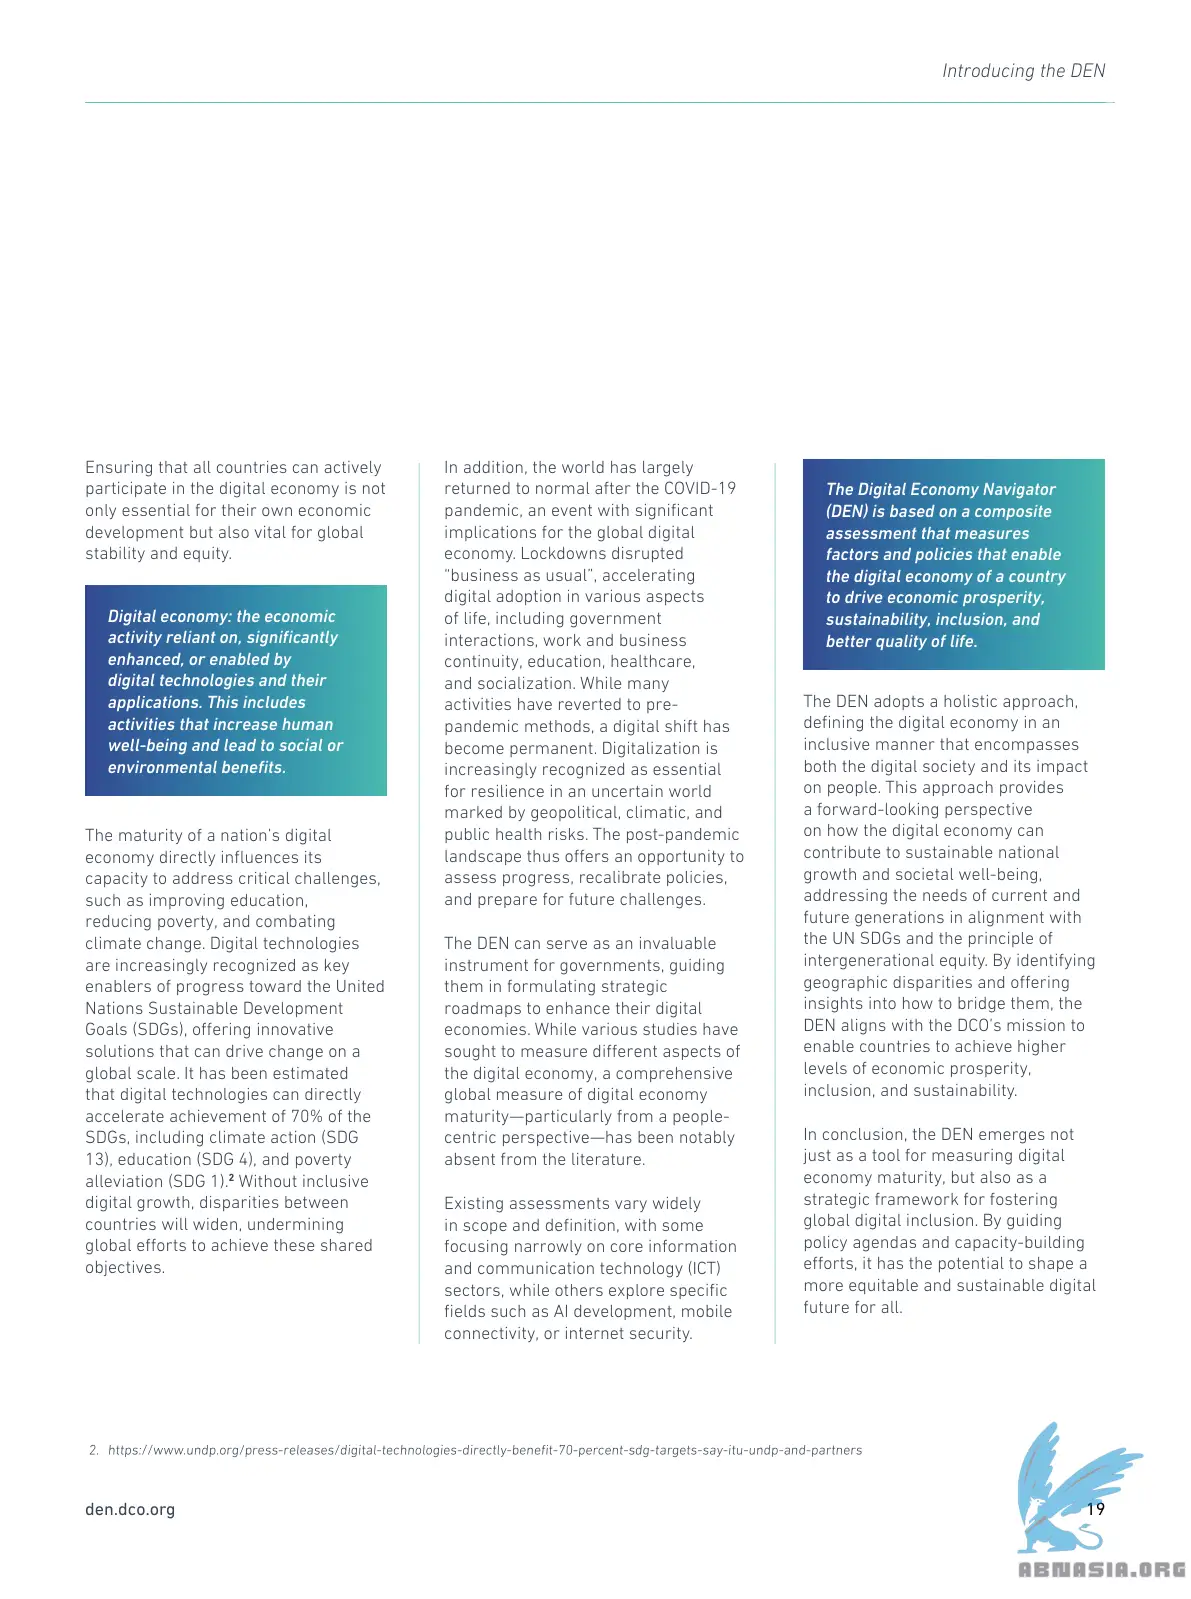 Introducing the DEN
Ensuring that all countries can actively
participate in the digital economy is not
only essential for their own economic
development but also vital for global
stability and equity.
Digital economy: the economic
activity reliant on, significantly
enhanced, or enabled by
digital technologies and their
applications. This includes
activities that increase human
well-being and lead to social or
environmental benefits.
The maturity of a nation’s digital
economy directly influences its
capacity to address critical challenges,
such as improving education,
reducing poverty, and combating
climate change. Digital technologies
are increasingly recognized as key
enablers of progress toward the United
Nations Sustainable Development
Goals (SDGs), offering innovative
solutions that can drive change on a
global scale. It has been estimated
that digital technologies can directly
accelerate achievement of 70% of the
SDGs, including climate action (SDG
13), education (SDG 4), and poverty
alleviation (SDG 1).² Without inclusive
digital growth, disparities between
countries will widen, undermining
global efforts to achieve these shared
objectives.
In addition, the world has largely
returned to normal after the COVID-19
pandemic, an event with significant
implications for the global digital
economy. Lockdowns disrupted
“business as usual”, accelerating
digital adoption in various aspects
of life, including government
interactions, work and business
continuity, education, healthcare,
and socialization. While many
activities have reverted to pre-
pandemic methods, a digital shift has
become permanent. Digitalization is
increasingly recognized as essential
for resilience in an uncertain world
marked by geopolitical, climatic, and
public health risks. The post-pandemic
landscape thus offers an opportunity to
assess progress, recalibrate policies,
and prepare for future challenges.
The DEN can serve as an invaluable
instrument for governments, guiding
them in formulating strategic
roadmaps to enhance their digital
economies. While various studies have
sought to measure different aspects of
the digital economy, a comprehensive
global measure of digital economy
maturity—particularly from a people-
centric perspective—has been notably
absent from the literature.
Existing assessments vary widely
in scope and definition, with some
focusing narrowly on core information
and communication technology (ICT)
sectors, while others explore specific
fields such as AI development, mobile
connectivity, or internet security.
The Digital Economy Navigator
(DEN) is based on a composite
assessment that measures
factors and policies that enable
the digital economy of a country
to drive economic prosperity,
sustainability, inclusion, and
better quality of life.
The DEN adopts a holistic approach,
defining the digital economy in an
inclusive manner that encompasses
both the digital society and its impact
on people. This approach provides
a forward-looking perspective
on how the digital economy can
contribute to sustainable national
growth and societal well-being,
addressing the needs of current and
future generations in alignment with
the UN SDGs and the principle of
intergenerational equity. By identifying
geographic disparities and offering
insights into how to bridge them, the
DEN aligns with the DCO’s mission to
enable countries to achieve higher
levels of economic prosperity,
inclusion, and sustainability.
In conclusion, the DEN emerges not
just as a tool for measuring digital
economy maturity, but also as a
strategic framework for fostering
global digital inclusion. By guiding
policy agendas and capacity-building
efforts, it has the potential to shape a
more equitable and sustainable digital
future for all.
2. https://www.undp.org/press-releases/digital-technologies-directly-benefit-70-percent-sdg-targets-say-itu-undp-and-partners
den.dco.org
19
ABNASIA.ORG